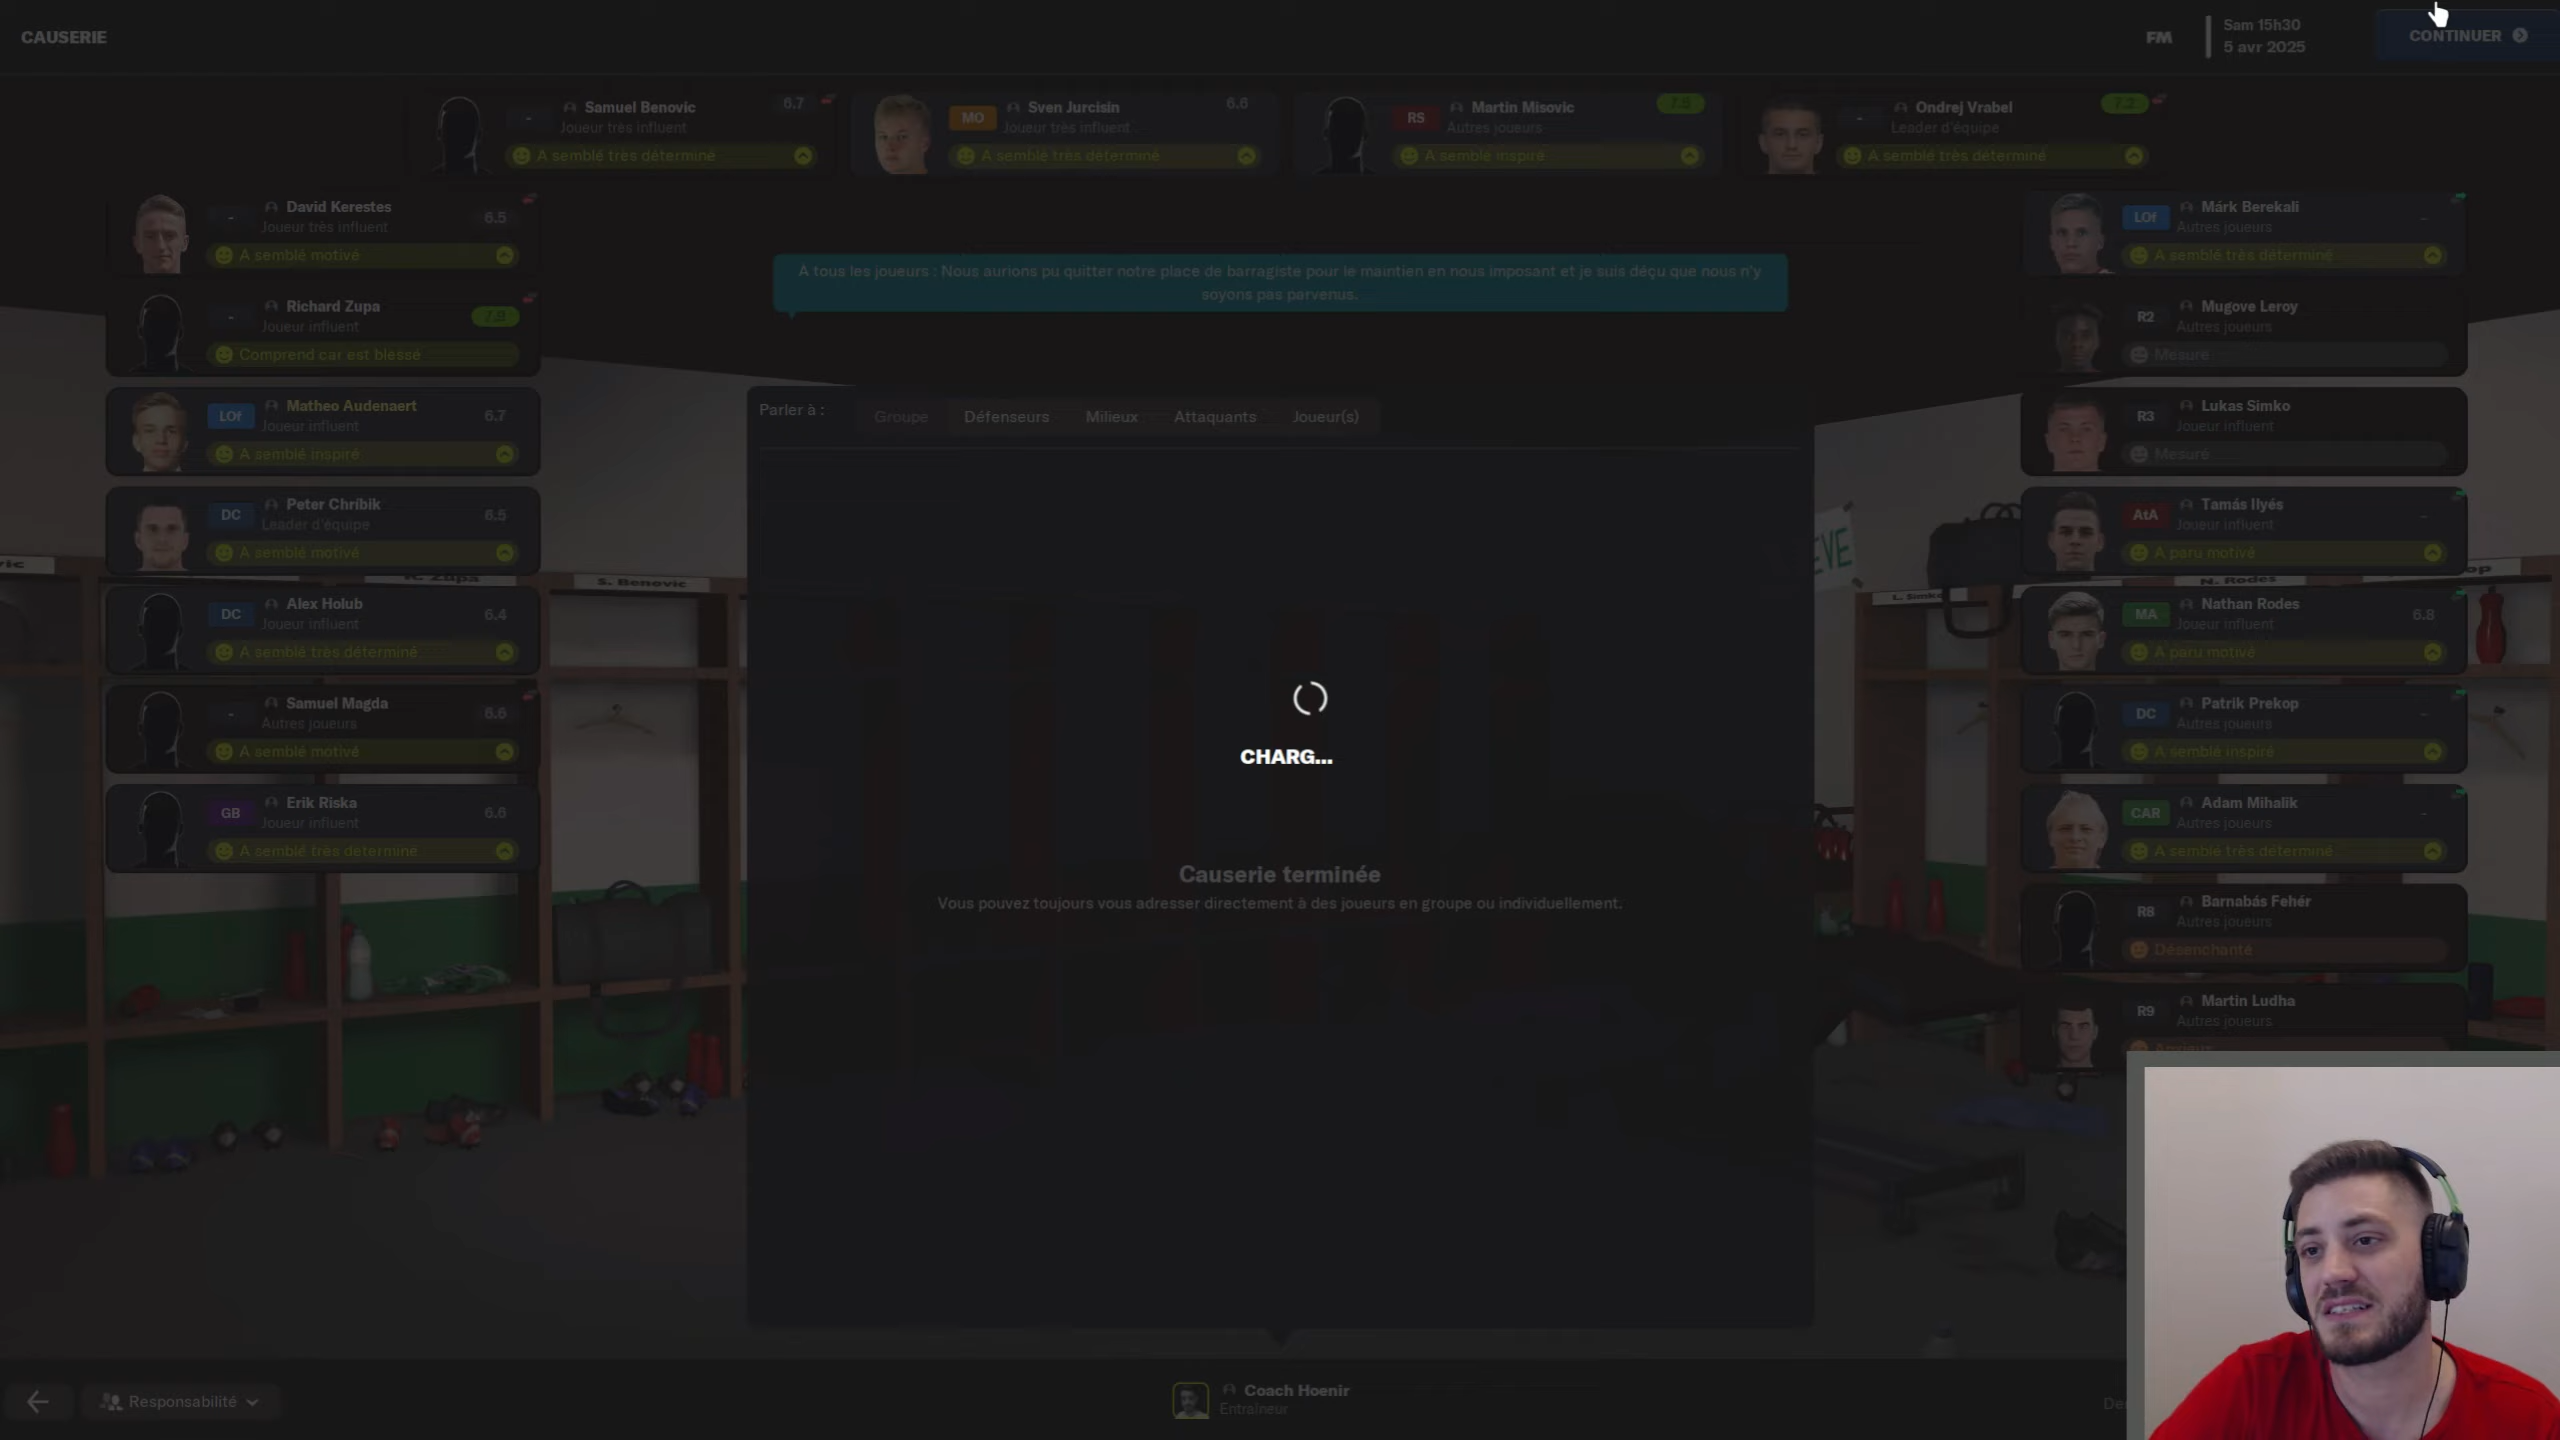 CAUSERIE
FM
Sam 15h30
5 avr 2025
CONTINUER
Samuel Benovic
6.7
-
Joueur très influent
A semblé très déterminé
Sven Jurcisin
6.6
MO
Joueur très influent
A semblé très déterminé
Martin Misovic
RS
Autres joueurs
A semblé inspiré
Ondrej Vrabel
-
Leader d'équipe
A semblé très déterminé
David Kerestes
-
6.5
Joueur très influent
A semblé motivé
Richard Zupa
-
Joueur influent
Comprend car est blessé
Matheo Audenaert
LOf
6.7
Joueur influent
A semblé inspiré
Peter Chríbik
DC
6.5
Leader d'équipe
A semblé motivé
Alex Holub
DC
6.4
Joueur influent
A semblé très déterminé
Samuel Magda
-
6.6
Autres joueurs
A semblé motivé
Erik Riska
GB
6.6
Joueur influent
A semblé très déterminé
A tous les joueurs : Nous aurions pu quitter notre place de barragiste pour le maintien en nous imposant et je suis déçu que nous n'y
soyons pas parvenus.
Parler à :
Groupe
Défenseurs
Milieux
Attaquants
Joueur(s)
CHARG...
Causerie terminée
Vous pouvez toujours vous adresser directement à des joueurs en groupe ou individuellement.
S. Benovic
N. Rodes
Márk Berekali
LOf
-
Autres joueurs
A semblé très déterminé
Mugove Leroy
R2
Autres joueurs
Mesuré
Lukas Simko
R3
Joueur influent
Mesuré
Tamás Ilyés
AtA
-
Joueur influent
A paru motivé
Nathan Rodes
MA
6.8
Joueur influent
A paru motivé
Patrik Prekop
DC
-
Autres joueurs
A semblé inspiré
Adam Mihalik
CAR
-
Autres joueurs
A semblé très déterminé
Barnabás Fehér
R8
Autres joueurs
Désenchanté
Martin Ludha
R9
Autres joueurs
Responsabilité
Coach Hoenir
Entraîneur